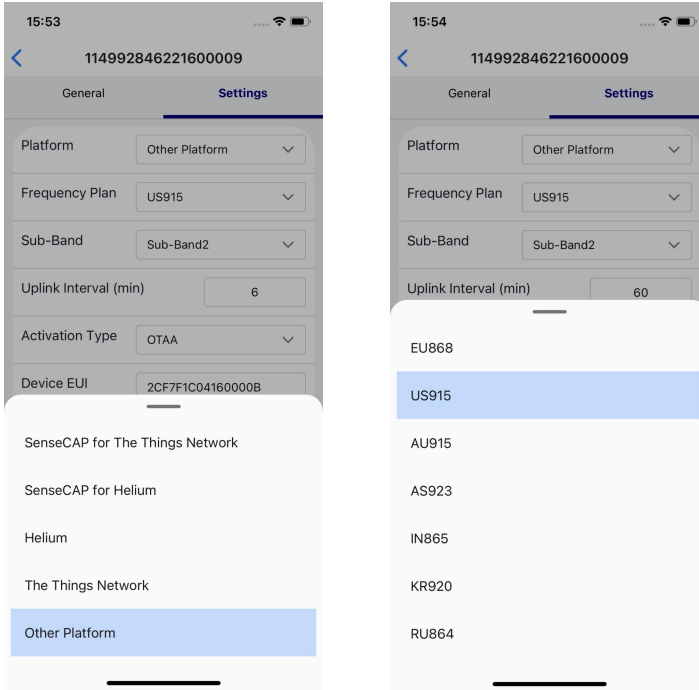 15:53
114992846221600009
General Settings
Platform Other Platform
Frequency Plan US915
Sub-Band Sub-Band2
Uplink Interval (min) 6
Activation Type OTAA
Device EUI 2CF7F1C04160000B
SenseCAP for The Things Network
SenseCAP for Helium
Helium
The Things Network
Other Platform
15:54
114992846221600009
General Settings
Platform Other Platform
Frequency Plan US915
Sub-Band Sub-Band2
Uplink Interval (min) 60
EU868
US915
AU915
AS923
IN865
KR920
RU864